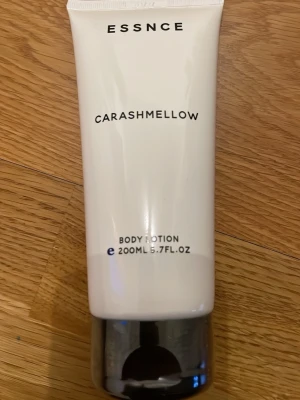 ESSNCE
CARASHMELLOW
BODY LOTION
e 200ML 6.7FL.OZ